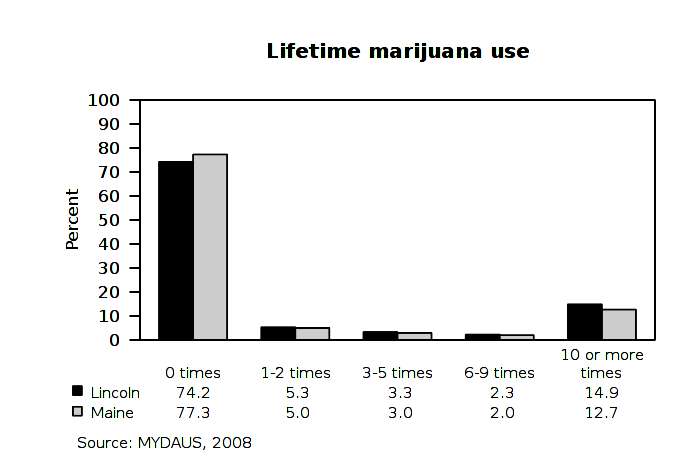 Lifetime marijuana use
100
90
80
70
60
50
40
30
20
10
0
Percent
10 or more
0 times 1-2 times 3-5 times 6-9 times times
Lincoln 74.2 5.3 3.3 2.3 14.9
Maine 77.3 5.0 3.0 2.0 12.7
Source: MYDAUS, 2008